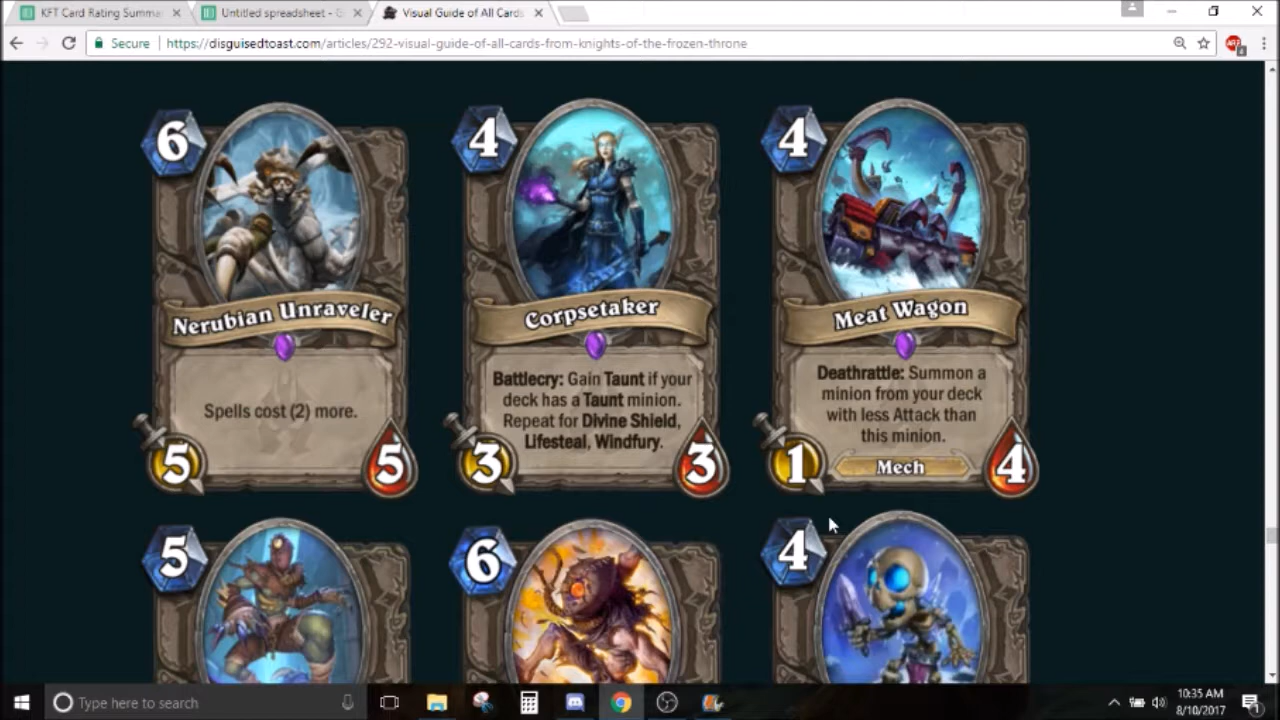 KFT Card Rating Summa
Untitled spreadsheet - G
Visual Guide of All Cards
Secure
https://disguisedtoast.com/articles/292-visual-guide-of-all-cards-from-knights-of-the-frozen-throne
6
4
4
Nerubian Unraveler
Corpsetaker
Meat Wagon
Spells cost (2) more.
Battlecry: Gain Taunt if your
deck has a Taunt minion.
Repeat for Divine Shield,
Lifesteal, Windfury.
Deathrattle: Summon a
minion from your deck
with less Attack than
this minion.
Mech
5
5
3
3
1
4
5
6
4
Type here to search
10:35 AM
8/10/2017